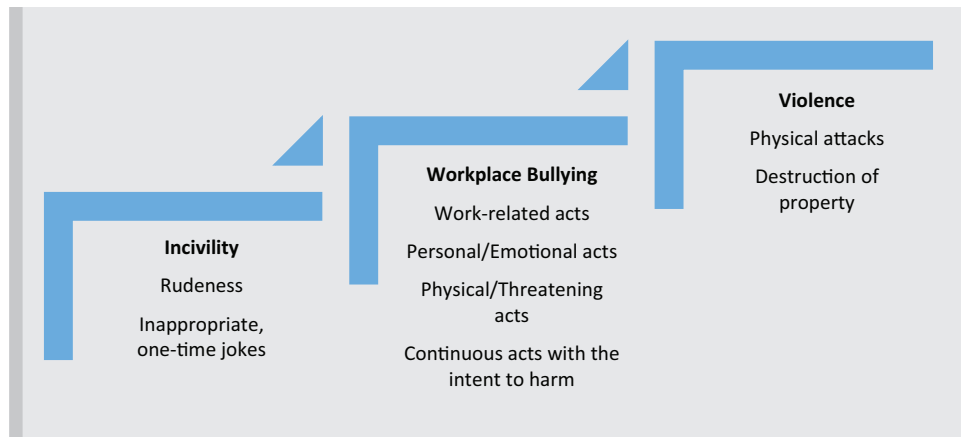 Incivility
Rudeness
Inappropriate,
one-time jokes
Workplace Bullying
Work-related acts
Personal/Emotional acts
Physical/Threatening
acts
Continuous acts with the
intent to harm
Violence
Physical attacks
Destruction of
property